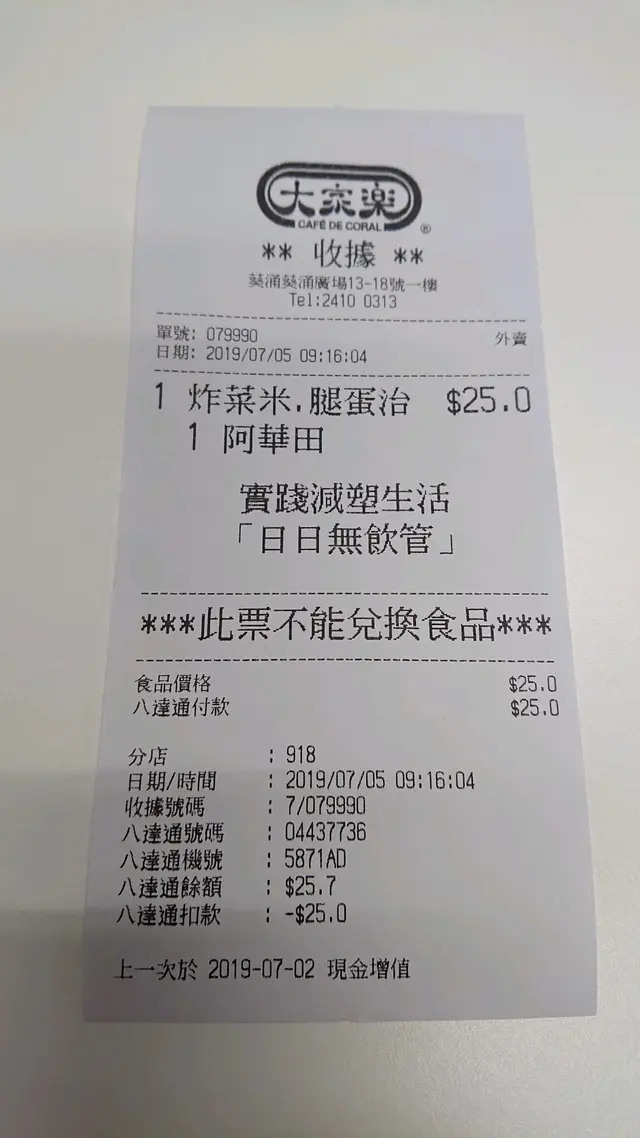 大家樂
CAFÉ DE CORAL ®
** 收據 **
葵涌葵涌廣場13-18號一樓
Tel:2410 0313
單號: 079990 外賣
日期: 2019/07/05 09:16:04
1 炸菜米.腿蛋治 $25.0
1 阿華田
實踐減塑生活
「日日無飲管」
***此票不能兌換食品***
食品價格 $25.0
八達通付款 $25.0
分店 : 918
日期/時間 : 2019/07/05 09:16:04
收據號碼 : 7/079990
八達通號碼 : 04437736
八達通機號 : 5871AD
八達通餘額 : $25.7
八達通扣款 : -$25.0
上一次於 2019-07-02 現金增值